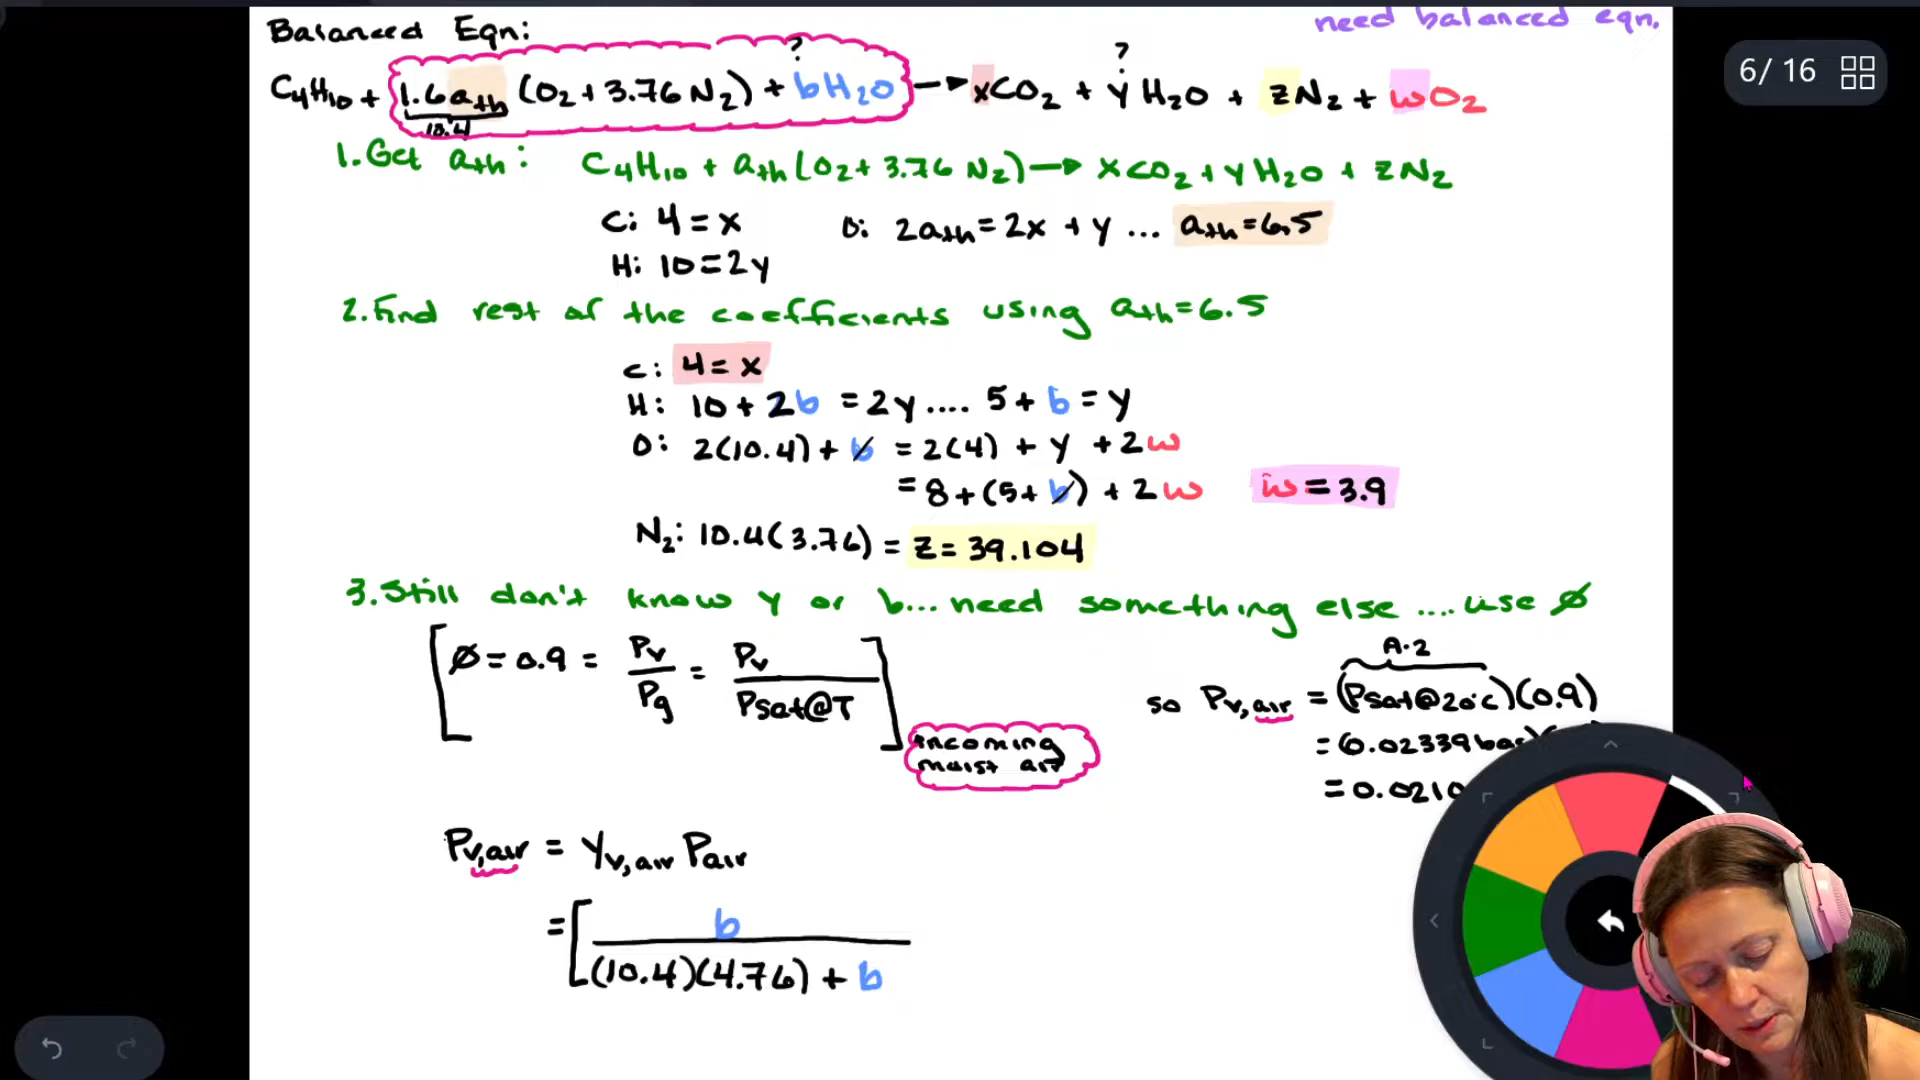 Balanced Eqn:
need balanced eqn.
6/ 16
? ?
C₄H₁₀ + 1.6aₜₕ (O₂ + 3.76 N₂) + bH₂O → xCO₂ + yH₂O + zN₂ + wO₂
10.4
1. Get aₜₕ: C₄H₁₀ + aₜₕ(O₂ + 3.76 N₂) → xCO₂ + yH₂O + zN₂
C: 4 = x O: 2aₜₕ = 2x + y ... aₜₕ = 6.5
H: 10 = 2y
2. Find rest of the coefficients using aₜₕ = 6.5
C: 4 = x
H: 10 + 2b = 2y .... 5 + b = y
O: 2(10.4) + b = 2(4) + y + 2w
= 8 + (5 + b) + 2w w = 3.9
N₂: 10.4(3.76) = z = 39.104
3. Still don't know y or b... need something else .... use Ø
A-2
Ø = 0.9 = Pv/Pg = Pv/Psat@T
so Pv,air = (Psat@20°C)(0.9)
incoming
moist air
= (0.02339 bar)
= 0.0210
Pv,air = Yv,air Pair
= [ b
(10.4)(4.76) + b